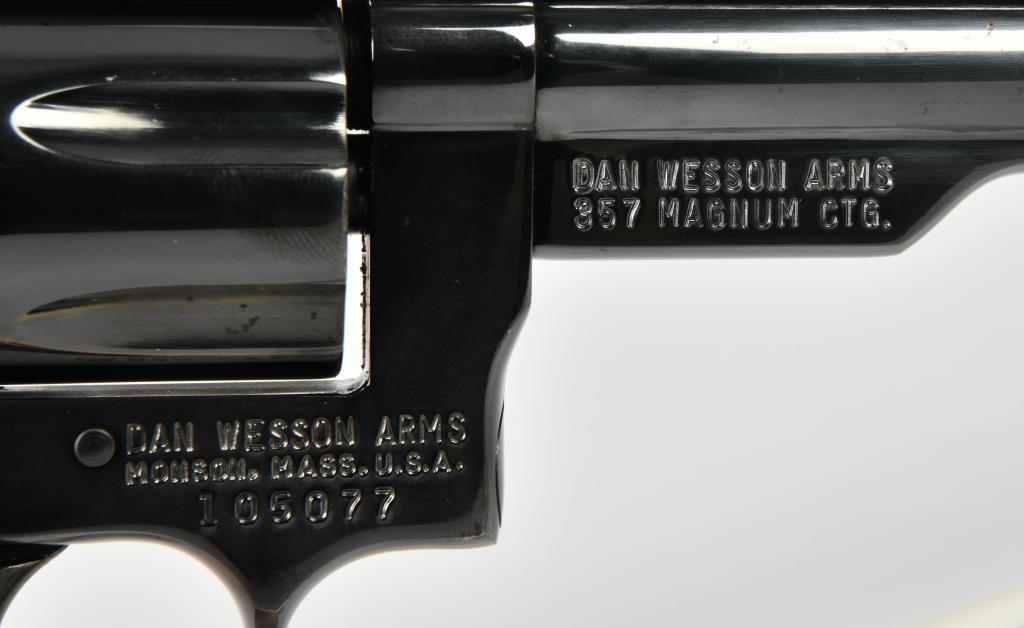 DAN WESSON ARMS
357 MAGNUM CTG.
DAN WESSON ARMS
MONSON, MASS. U.S.A.
105077